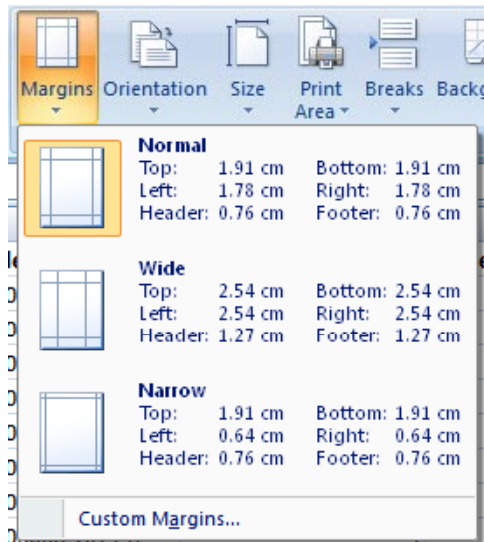 Margins Orientation Size Print Area Breaks
Normal
Top: 1.91 cm Bottom: 1.91 cm
Left: 1.78 cm Right: 1.78 cm
Header: 0.76 cm Footer: 0.76 cm
Wide
Top: 2.54 cm Bottom: 2.54 cm
Left: 2.54 cm Right: 2.54 cm
Header: 1.27 cm Footer: 1.27 cm
Narrow
Top: 1.91 cm Bottom: 1.91 cm
Left: 0.64 cm Right: 0.64 cm
Header: 0.76 cm Footer: 0.76 cm
Custom Margins...